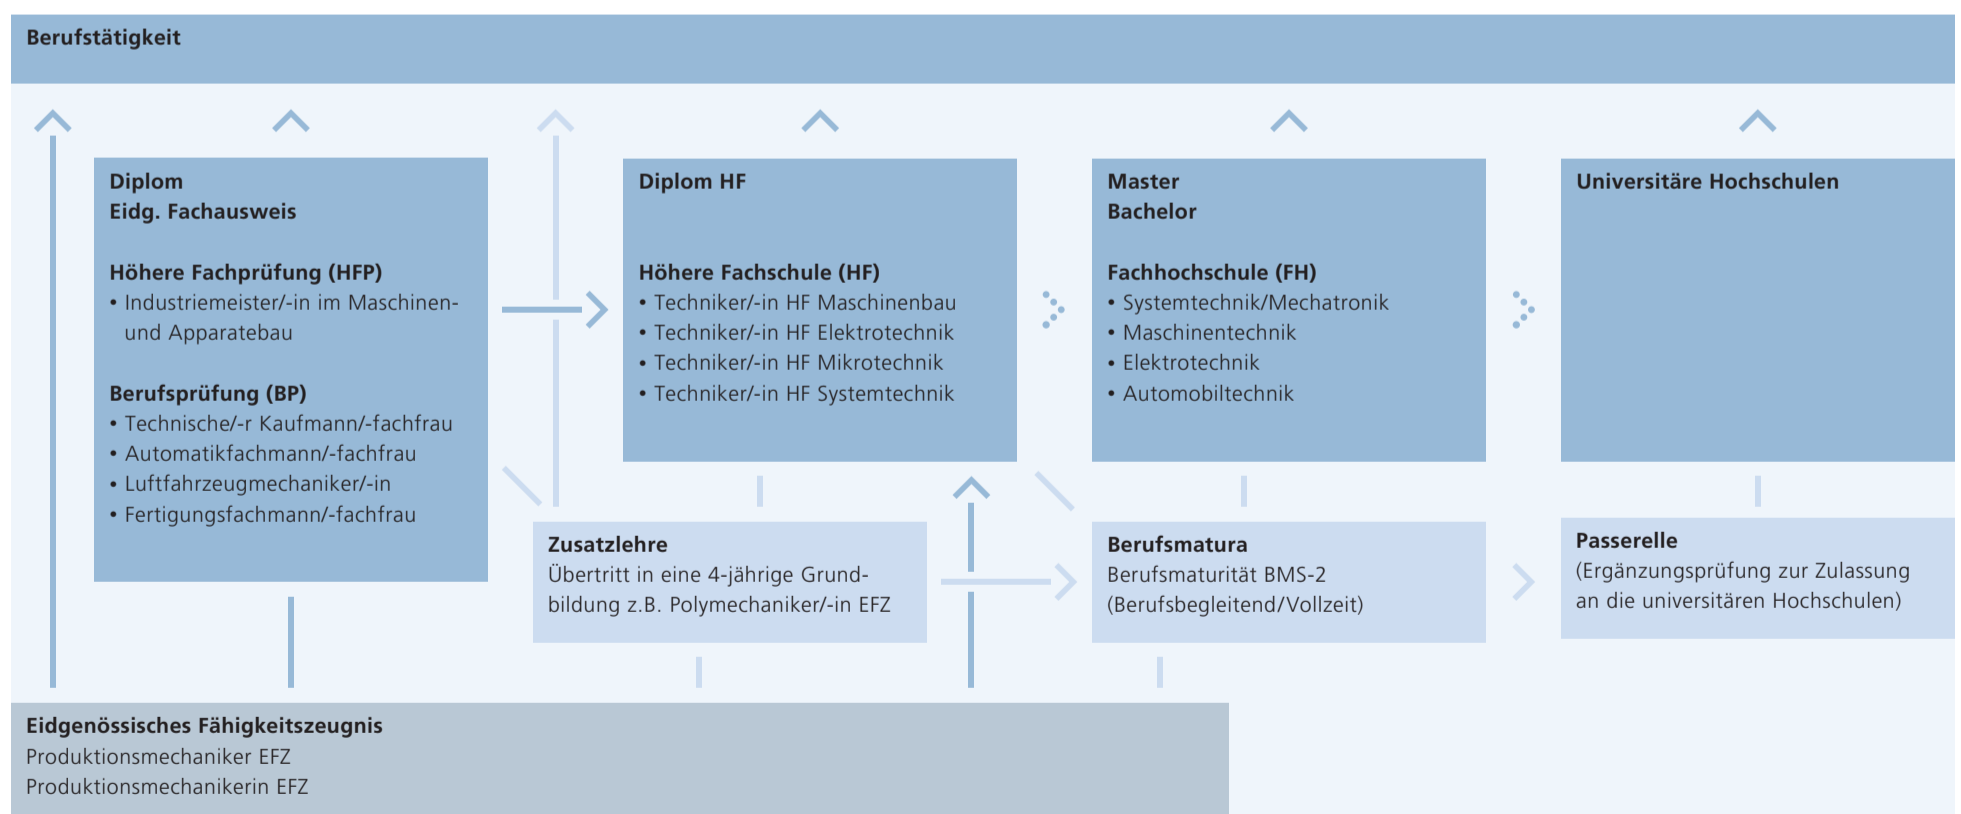 Berufstätigkeit
Diplom
Eidg. Fachausweis
Höhere Fachprüfung (HFP)
• Industriemeister/-in im Maschinen-
und Apparatebau
Berufsprüfung (BP)
• Technische/-r Kaufmann/-fachfrau
• Automatikfachmann/-fachfrau
• Luftfahrzeugmechaniker/-in
• Fertigungsfachmann/-fachfrau
Diplom HF
Höhere Fachschule (HF)
• Techniker/-in HF Maschinenbau
• Techniker/-in HF Elektrotechnik
• Techniker/-in HF Mikrotechnik
• Techniker/-in HF Systemtechnik
Master
Bachelor
Fachhochschule (FH)
• Systemtechnik/Mechatronik
• Maschinentechnik
• Elektrotechnik
• Automobiltechnik
Universitäre Hochschulen
Zusatzlehre
Übertritt in eine 4-jährige Grund-
bildung z.B. Polymechaniker/-in EFZ
Berufsmatura
Berufsmaturität BMS-2
(Berufsbegleitend/Vollzeit)
Passerelle
(Ergänzungsprüfung zur Zulassung
an die universitären Hochschulen)
Eidgenössisches Fähigkeitszeugnis
Produktionsmechaniker EFZ
Produktionsmechanikerin EFZ